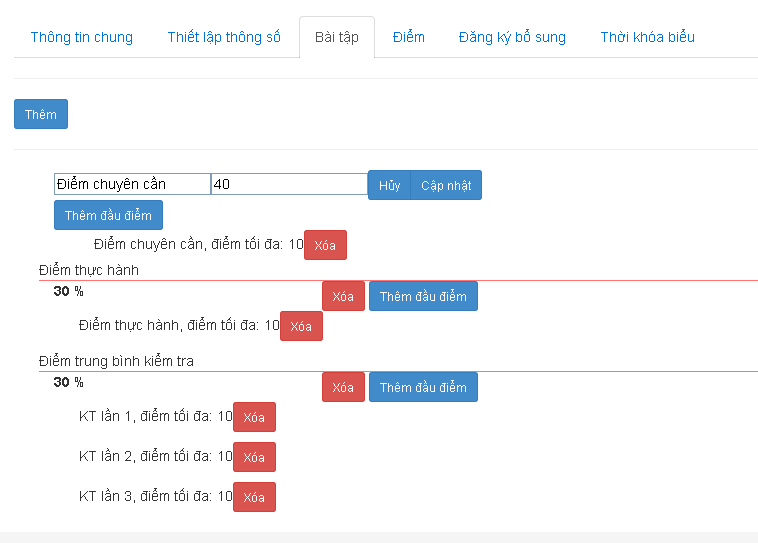 Thông tin chung Thiết lập thông số Bài tập Điểm Đăng ký bổ sung Thời khóa biểu
Thêm
Điểm chuyên cần 40 Hủy Cập nhật
Thêm đầu điểm
Điểm chuyên cần, điểm tối đa: 10 Xóa
Điểm thực hành
30 % Xóa Thêm đầu điểm
Điểm thực hành, điểm tối đa: 10 Xóa
Điểm trung bình kiểm tra
30 % Xóa Thêm đầu điểm
KT lần 1, điểm tối đa: 10 Xóa
KT lần 2, điểm tối đa: 10 Xóa
KT lần 3, điểm tối đa: 10 Xóa